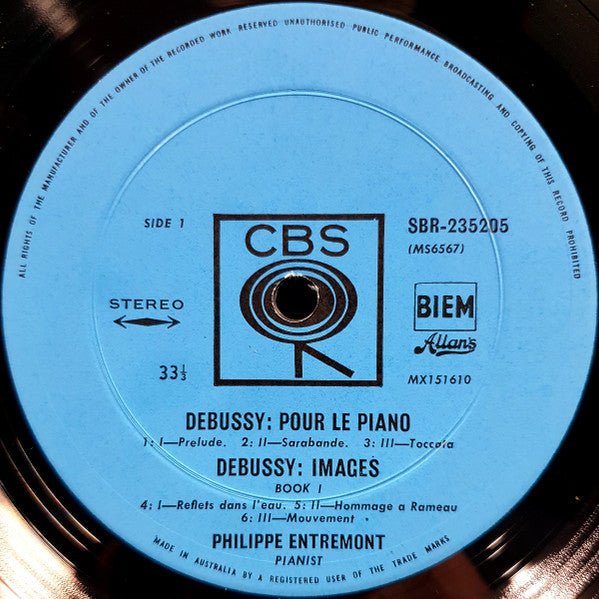 ALL RIGHTS OF THE MANUFACTURER AND OF THE OWNER OF THE RECORDED WORK RESERVED UNAUTHORISED PUBLIC PERFORMANCE BROADCASTING AND COPYING OF THIS RECORD PROHIBITED
SIDE 1
CBS
SBR-235205
(MS6567)
STEREO
BIEM
Allan's
33⅓
MX151610
DEBUSSY: POUR LE PIANO
1: I—Prelude. 2: II—Sarabande. 3: III—Toccata
DEBUSSY: IMAGES
BOOK I
4: I—Reflets dans l'eau. 5: II—Hommage a Rameau
6: III—Mouvement
PHILIPPE ENTREMONT
PIANIST
MADE IN AUSTRALIA BY A REGISTERED USER OF THE TRADE MARKS